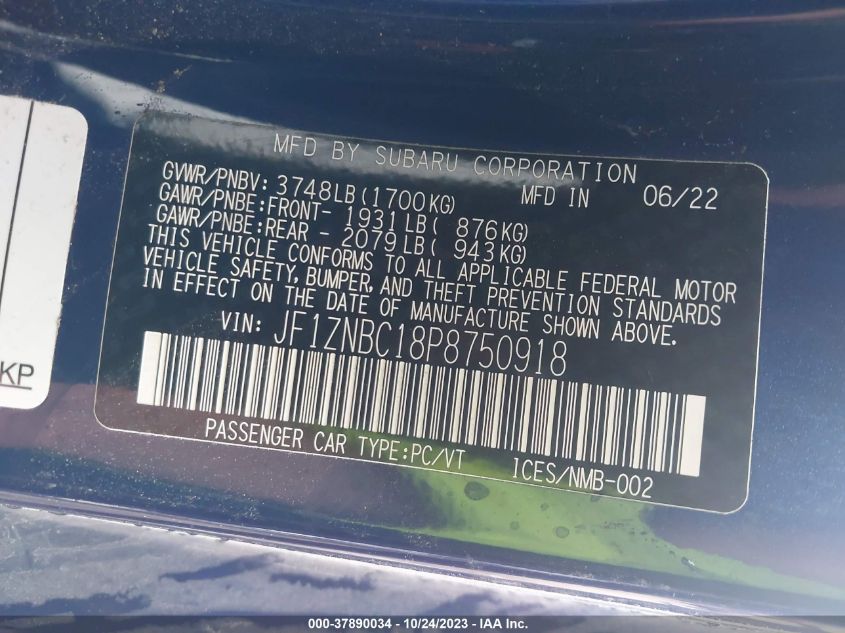 MFD BY SUBARU CORPORATION
GVWR/PNBV: 3748LB(1700KG) MFD IN 06/22
GAWR/PNBE:FRONT- 1931LB( 876KG)
GAWR/PNBE:REAR - 2079LB( 943KG)
THIS VEHICLE CONFORMS TO ALL APPLICABLE FEDERAL MOTOR
VEHICLE SAFETY, BUMPER, AND THEFT PREVENTION STANDARDS
IN EFFECT ON THE DATE OF MANUFACTURE SHOWN ABOVE.
VIN: JF1ZNBC18P8750918
PASSENGER CAR TYPE:PC/VT ICES/NMB-002
KP
000-37890034 - 10/24/2023 - IAA Inc.